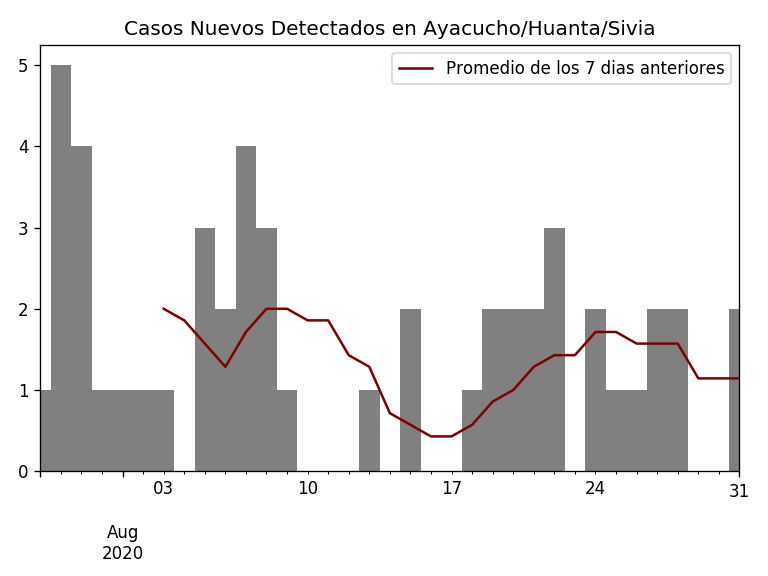 Casos Nuevos Detectados en Ayacucho/Huanta/Sivia
Promedio de los 7 dias anteriores
5
4
3
2
1
0
03 10 17 24 31
Aug
2020